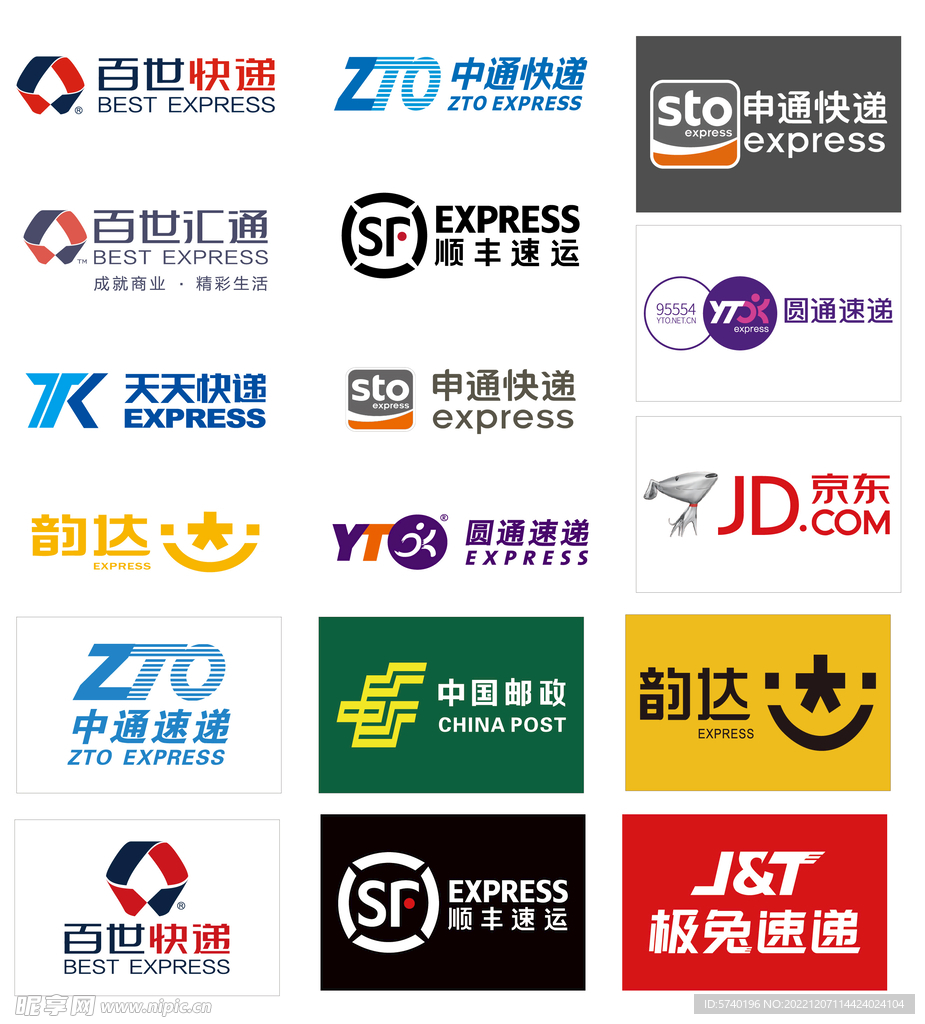 百世快递
BEST EXPRESS
®
ZTO
中通快递
ZTO EXPRESS
sto
express
申通快递
express
百世汇通
BEST EXPRESS
TM
成就商业 · 精彩生活
SF
EXPRESS
顺丰速运
95554
YTO.NET.CN
YTO
express
圆通速递
TTK
天天快递
EXPRESS
sto
express
申通快递
express
JD.COM
京东
韵达
EXPRESS
YTO
®
圆通速递
EXPRESS
ZTO
中通速递
ZTO EXPRESS
中国邮政
CHINA POST
韵达
EXPRESS
百世快递
BEST EXPRESS
®
SF
EXPRESS
顺丰速运
J&T
极兔速递
昵享网 www.nipic.cn
ID:5740196 NO:20221207114424024104